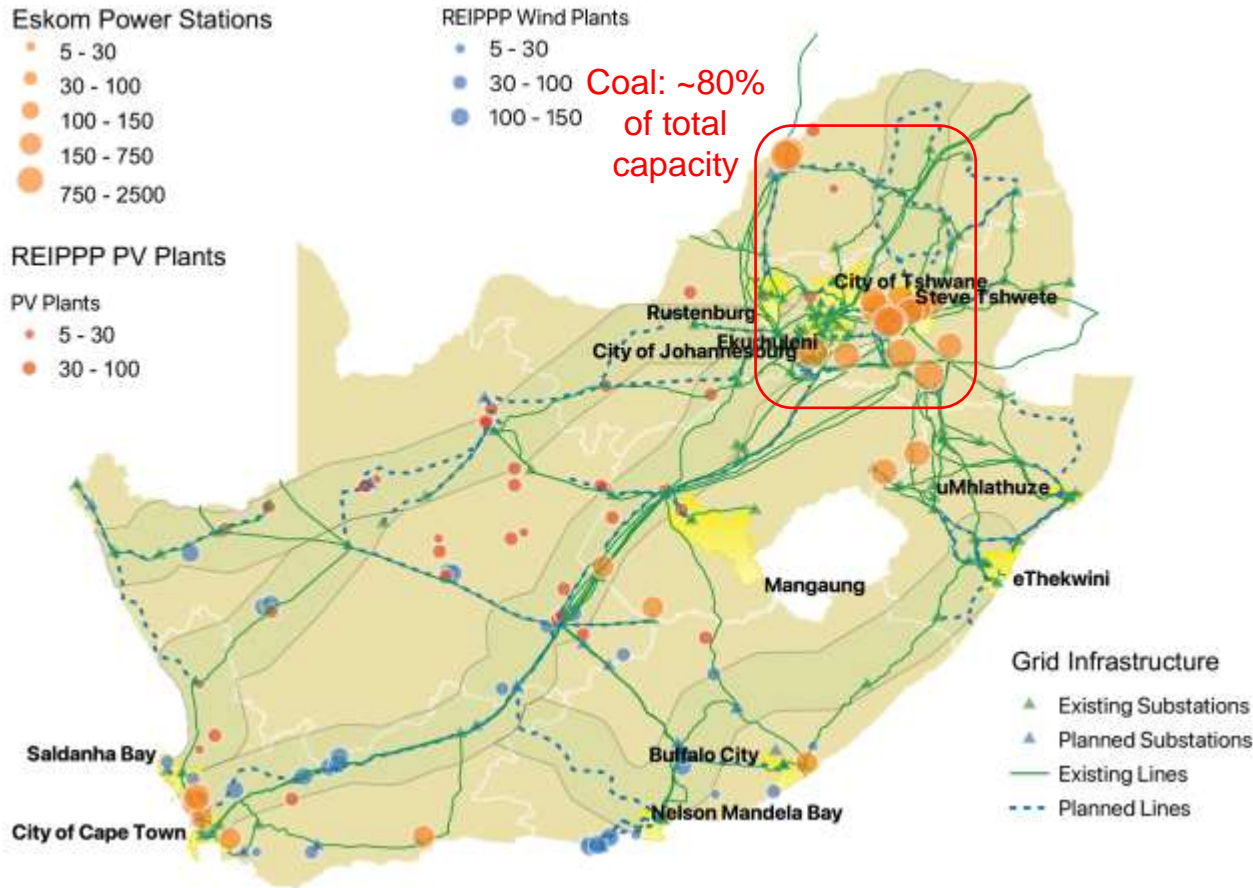 Eskom Power Stations
5 - 30
30 - 100
100 - 150
150 - 750
750 - 2500
REIPPP PV Plants
PV Plants
5 - 30
30 - 100
REIPPP Wind Plants
5 - 30
30 - 100
100 - 150
Coal: ~80%
of total
capacity
City of Tshwane
Steve Tshwete
Rustenburg
Ekurhuleni
City of Johannesburg
uMhlathuze
Mangaung
eThekwini
Saldanha Bay
Buffalo City
Nelson Mandela Bay
City of Cape Town
Grid Infrastructure
Existing Substations
Planned Substations
Existing Lines
Planned Lines